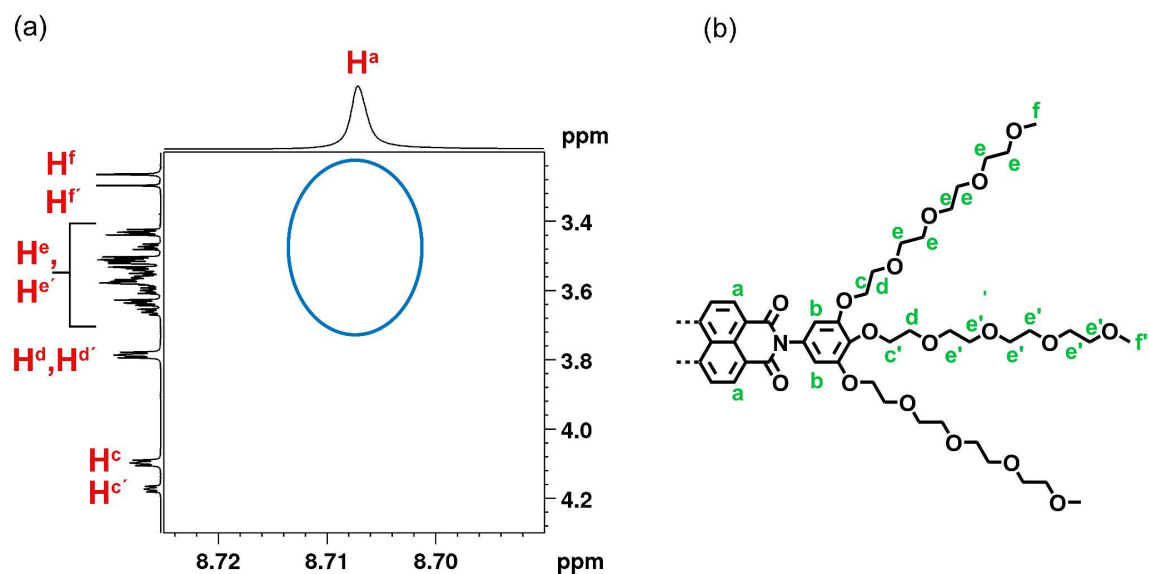 (a)
(b)
Hᵃ
ppm
Hᶠ
Hᶠ´
3.4
Hᵉ,
Hᵉ´
3.6
Hᵈ,Hᵈ´
3.8
4.0
Hᶜ
Hᶜ´
4.2
8.72
8.71
8.70
ppm
f
O
e
e
O
e
e
O
e
e
O
c
d
a
O
b
O
'
N
O
d
O
e'
O
e'
O
e'
O
f'
c'
e'
e'
e'
a
O
b
O
O
O
O
O